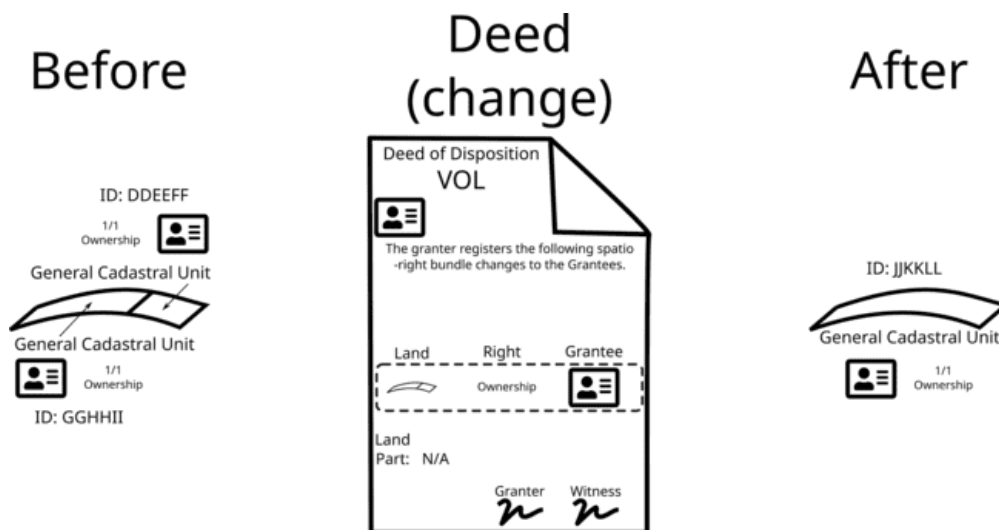 Before
Deed
(change)
After
ID: DDEEFF
1/1
Ownership
General Cadastral Unit
General Cadastral Unit
1/1
Ownership
ID: GGHHII
Deed of Disposition
VOL
The granter registers the following spatio
-right bundle changes to the Grantees.
Land Right Grantee
Ownership
Land
Part: N/A
Granter Witness
ID: JJKKLL
General Cadastral Unit
1/1
Ownership